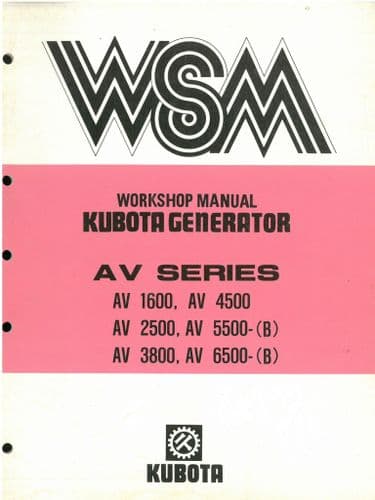 WSM
WORKSHOP MANUAL
KUBOTA GENERATOR
AV SERIES
AV 1600, AV 4500
AV 2500, AV 5500-(B)
AV 3800, AV 6500-(B)
KUBOTA